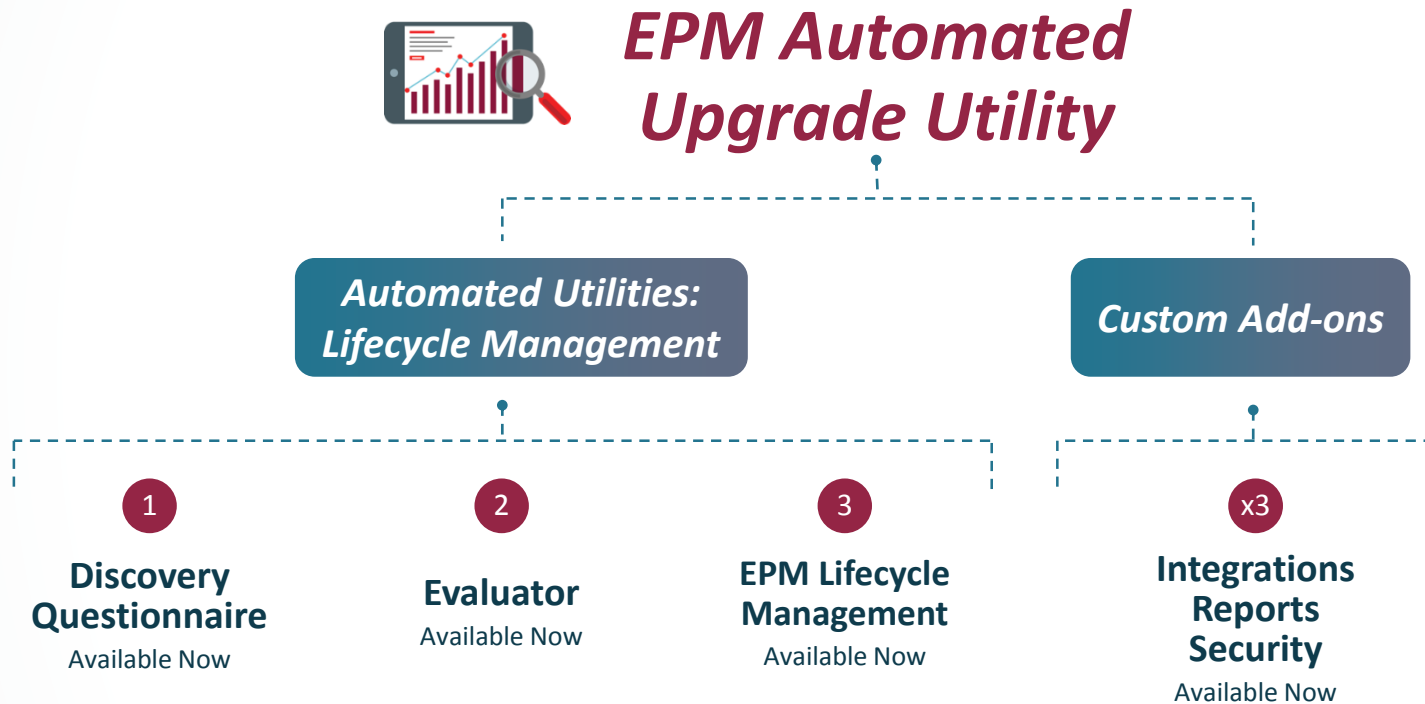 EPM Automated
Upgrade Utility
Automated Utilities:
Lifecycle Management
Custom Add-ons
1
Discovery
Questionnaire
Available Now
2
Evaluator
Available Now
3
EPM Lifecycle
Management
Available Now
x3
Integrations
Reports
Security
Available Now